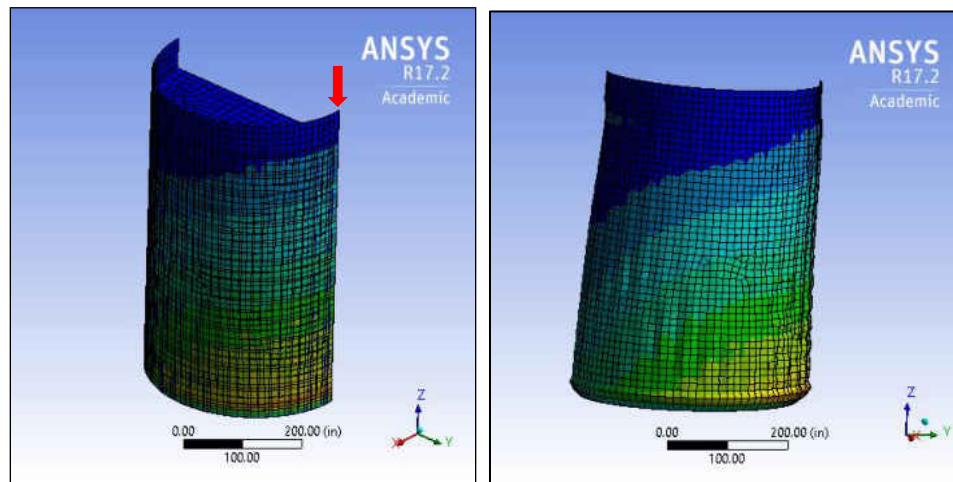 ANSYS
R17.2
Academic
Z
X
Y
0.00
200.00 (in)
100.00
ANSYS
R17.2
Academic
Z
X
Y
0.00
200.00 (in)
100.00